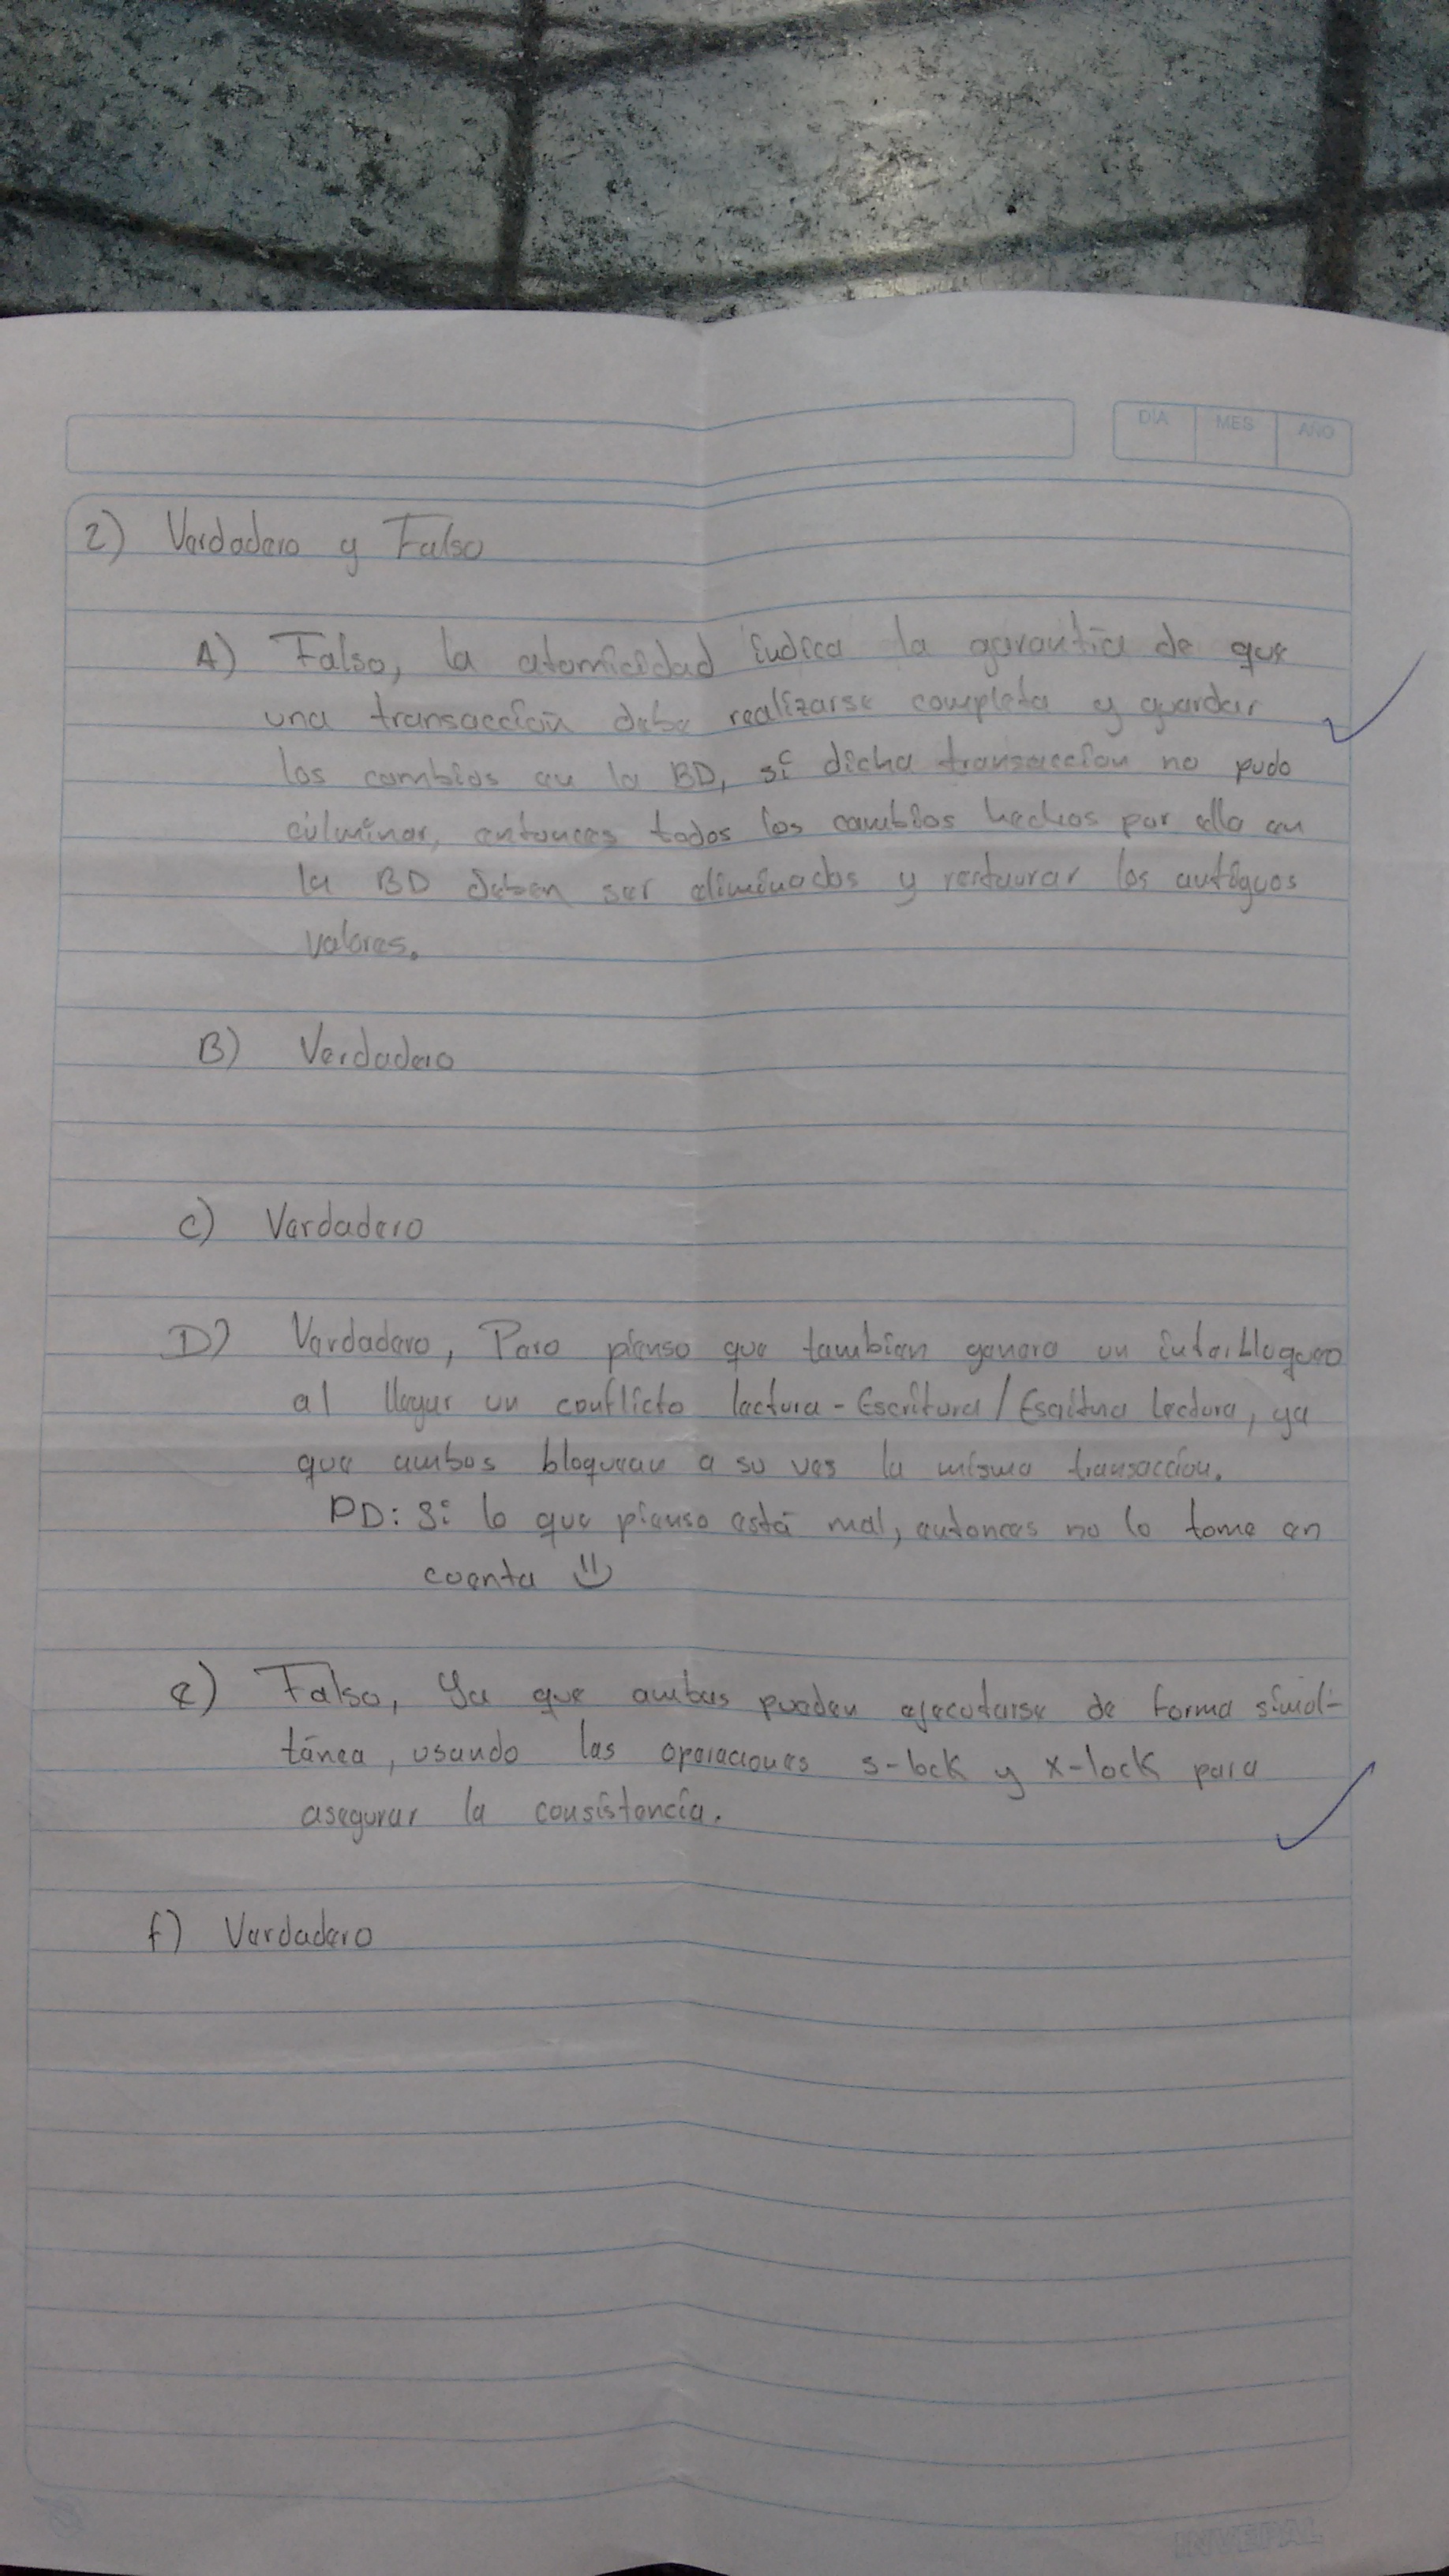 DÍA MES AÑO
2) Verdadero y Falso
A) Falso, la atomicidad indica la garantía de que
una transacción debe realizarse completa y guardar
los cambios en la BD, si dicha transaccion no pudo
culminar, entonces todos los cambios hechos por ella en
la BD deben ser eliminados y restaurar los antiguos
valores.
B) Verdadero
C) Verdadero
D) Verdadero, Pero pienso que tambien genera un interbloqueo
al llegar un conflicto lectura - Escritura / Escritura lectura, ya
que ambos bloquean a su ves la misma transaccion.
PD: Si lo que pienso está mal, entonces no lo tome en
cuenta
e) Falso, Ya que ambas pueden ejecutarse de forma simul-
tánea, usando las operaciones s-lock y x-lock para
asegurar la consistencia.
f) Verdadero
INVEPAL